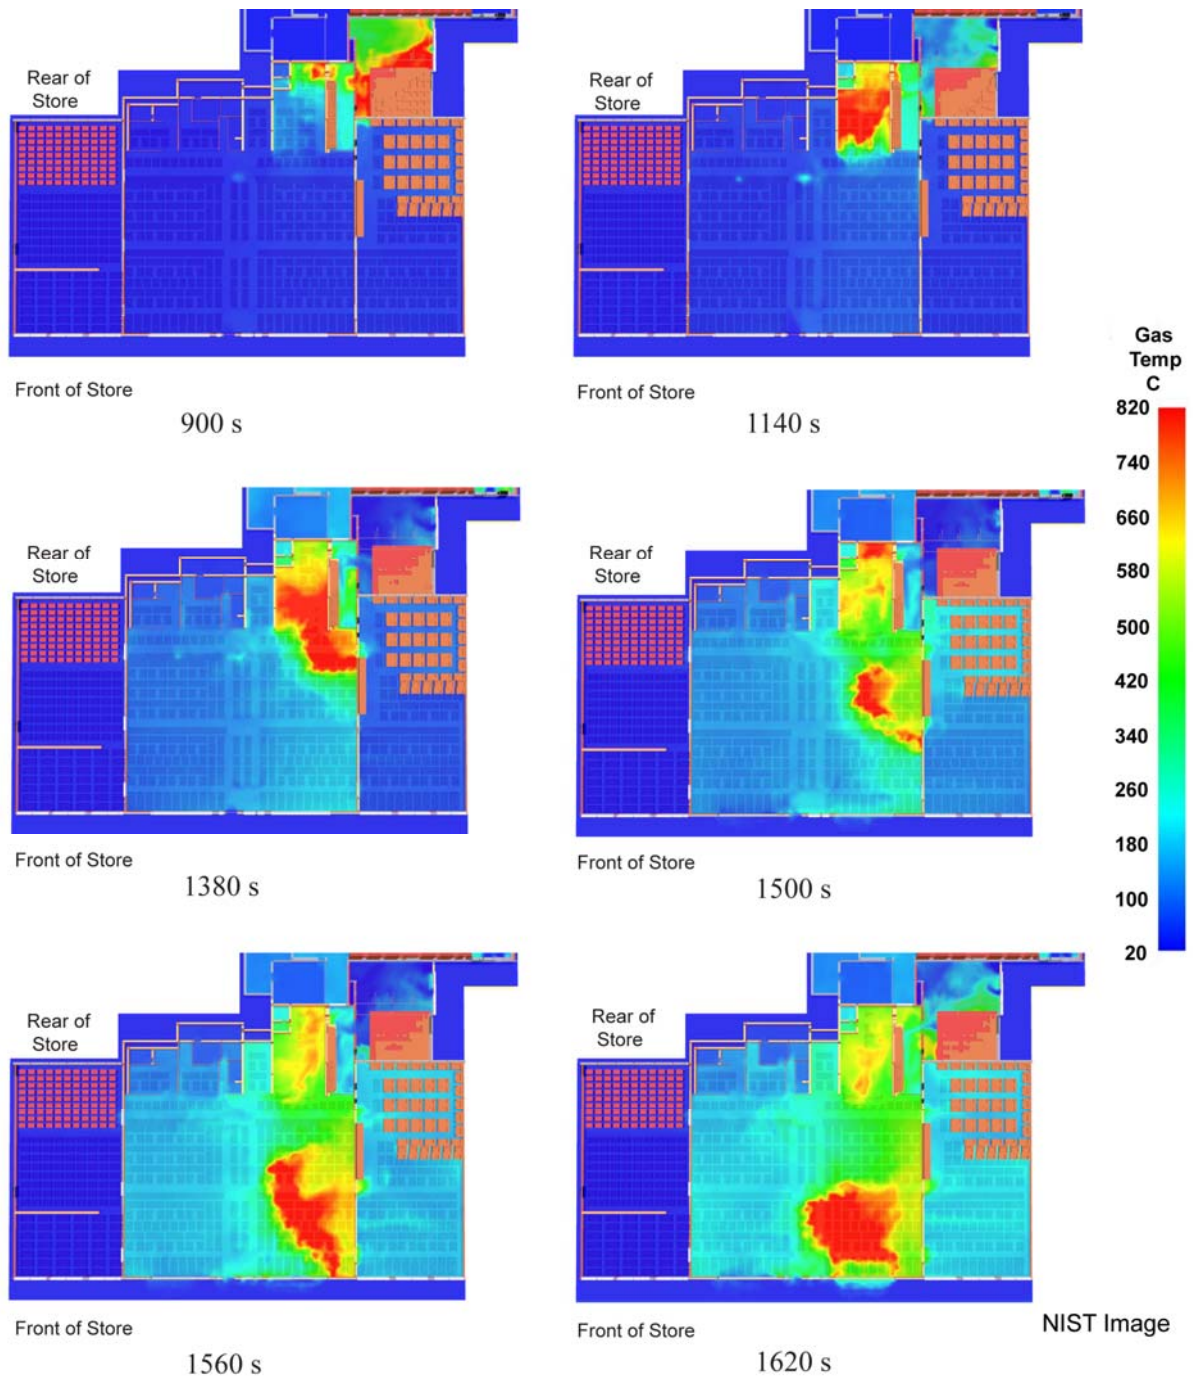 Rear of
Store
Front of Store
900 s
Rear of
Store
Front of Store
1140 s
Gas
Temp
C
820
740
660
580
500
420
340
260
180
100
20
Rear of
Store
Front of Store
1380 s
Rear of
Store
Front of Store
1500 s
Rear of
Store
Front of Store
1560 s
Rear of
Store
Front of Store
1620 s
NIST Image